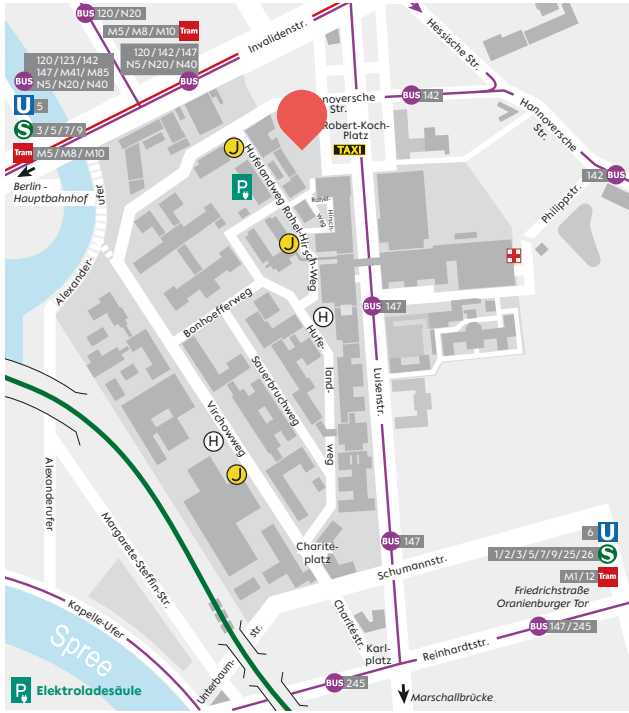 BUS 120/N20
M5/M8/M10 Tram
120/123/142
147/M41/M85
BUS N5/N20/N40
120/142/147
N5/N20/N40
BUS
Invalidenstr.
Hessische Str.
U 5
S 3/5/7/9
Tram M5/M8/M10
Berlin -
Hauptbahnhof
noversche
Str.
BUS 142
Robert-Koch-
Platz
TAXI
Hannoversche
Str.
142 BUS
Philippstr.
ufer
Alexander-
J
P
Hufelandweg
Rahel-Hirsch-Weg
Rahel-
Hirsch-
weg
J
BUS 147
Bonhoefferweg
H
Hufe-
land-
weg
Sauerbruchweg
Luisenstr.
Virchowweg
H
J
Alexanderufer
Margarete-Steffin-Str.
Charité-
platz
BUS 147
Schumannstr.
6 U
1/2/3/5/7/9/25/26 S
M1/12 Tram
Friedrichstraße
Oranienburger Tor
Kapelle-Ufer
Spree
Charitéstr.
Karl-
platz
Reinhardtstr.
BUS 147/245
Unterbaum-
str.
BUS 245
Marschallbrücke
P Elektroladesäule